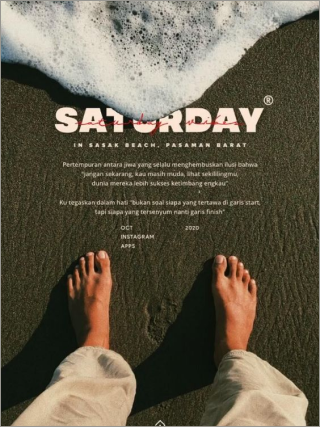 SATURDAY®
IN SASAK BEACH, PASAMAN BARAT
Pertempuran antara jiwa yang selalu menghembuskan ilusi bahwa
"jangan sekarang, kau masih muda, lihat sekililingmu,
dunia mereka lebih sukses ketimbang engkau"
Ku tegaskan dalam hati "bukan soal siapa yang tertawa di garis start,
tapi siapa yang tersenyum nanti garis finish"
OCT 2020
INSTAGRAM
APPS